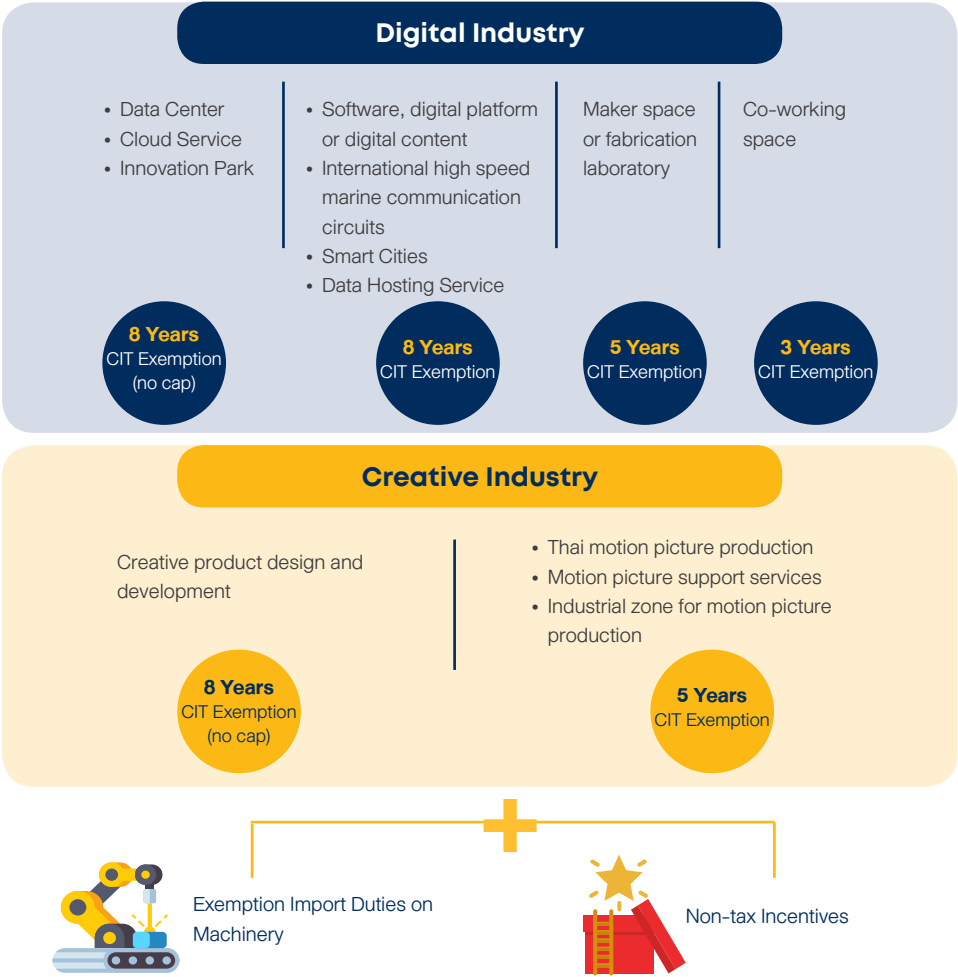 Digital Industry
• Data Center
• Cloud Service
• Innovation Park
• Software, digital platform
or digital content
• International high speed
marine communication
circuits
• Smart Cities
• Data Hosting Service
Maker space
or fabrication
laboratory
Co-working
space
8 Years
CIT Exemption
(no cap)
8 Years
CIT Exemption
5 Years
CIT Exemption
3 Years
CIT Exemption
Creative Industry
Creative product design and
development
• Thai motion picture production
• Motion picture support services
• Industrial zone for motion picture
production
8 Years
CIT Exemption
(no cap)
5 Years
CIT Exemption
Exemption Import Duties on
Machinery
Non-tax Incentives